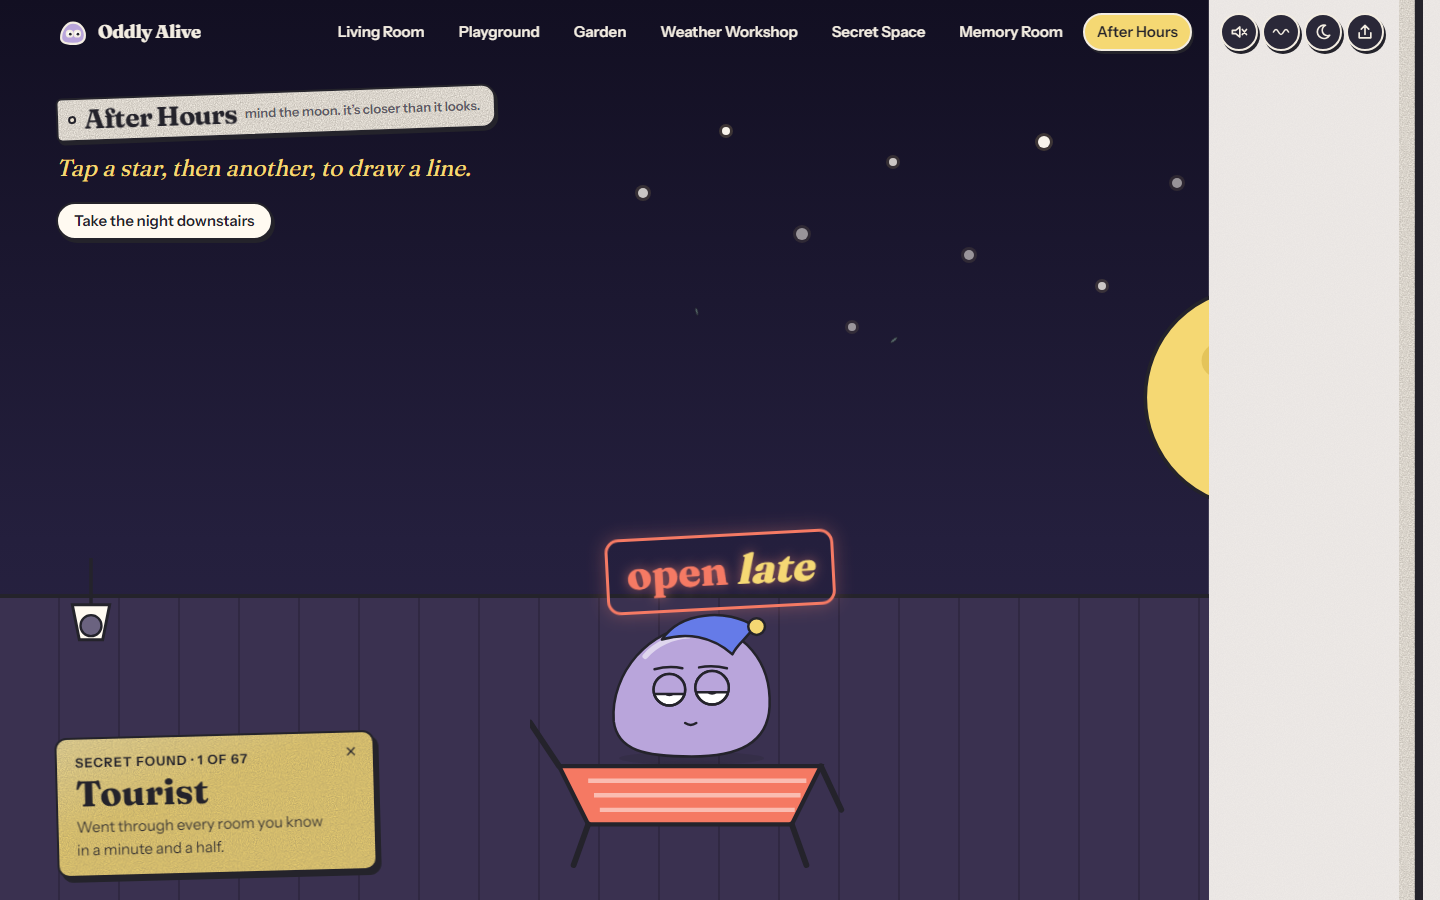 Oddly Alive
Living Room
Playground
Garden
Weather Workshop
Secret Space
Memory Room
After Hours
After Hours mind the moon. it's closer than it looks.
Tap a star, then another, to draw a line.
Take the night downstairs
open late
SECRET FOUND · 1 OF 67
Tourist
Went through every room you know
in a minute and a half.